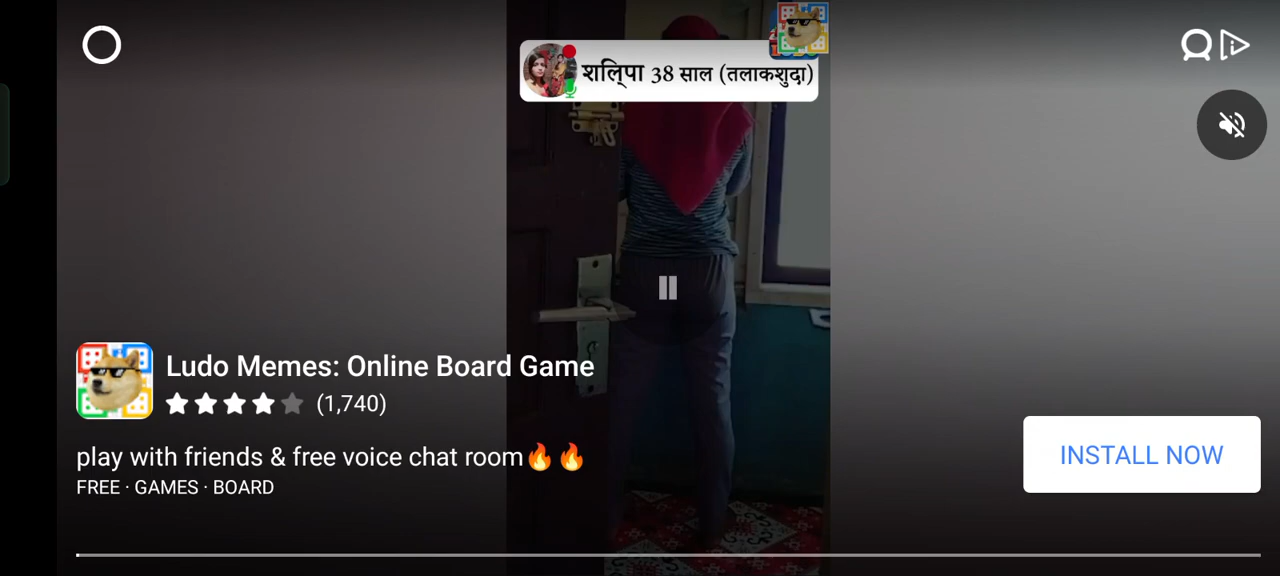 शिल्पा 38 साल (तलाकशुदा)
Ludo Memes: Online Board Game
(1,740)
play with friends & free voice chat room🔥🔥
FREE · GAMES · BOARD
INSTALL NOW